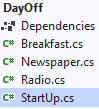 DayOff
Dependencies
C# Breakfast.cs
C# Newspaper.cs
C# Radio.cs
C# StartUp.cs